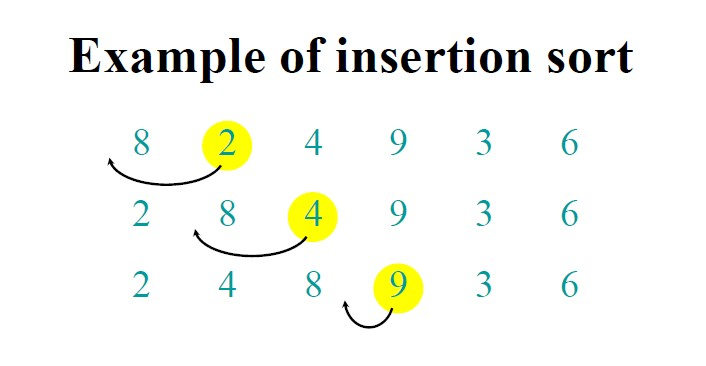 Example of insertion sort
8 2 4 9 3 6
2 8 4 9 3 6
2 4 8 9 3 6